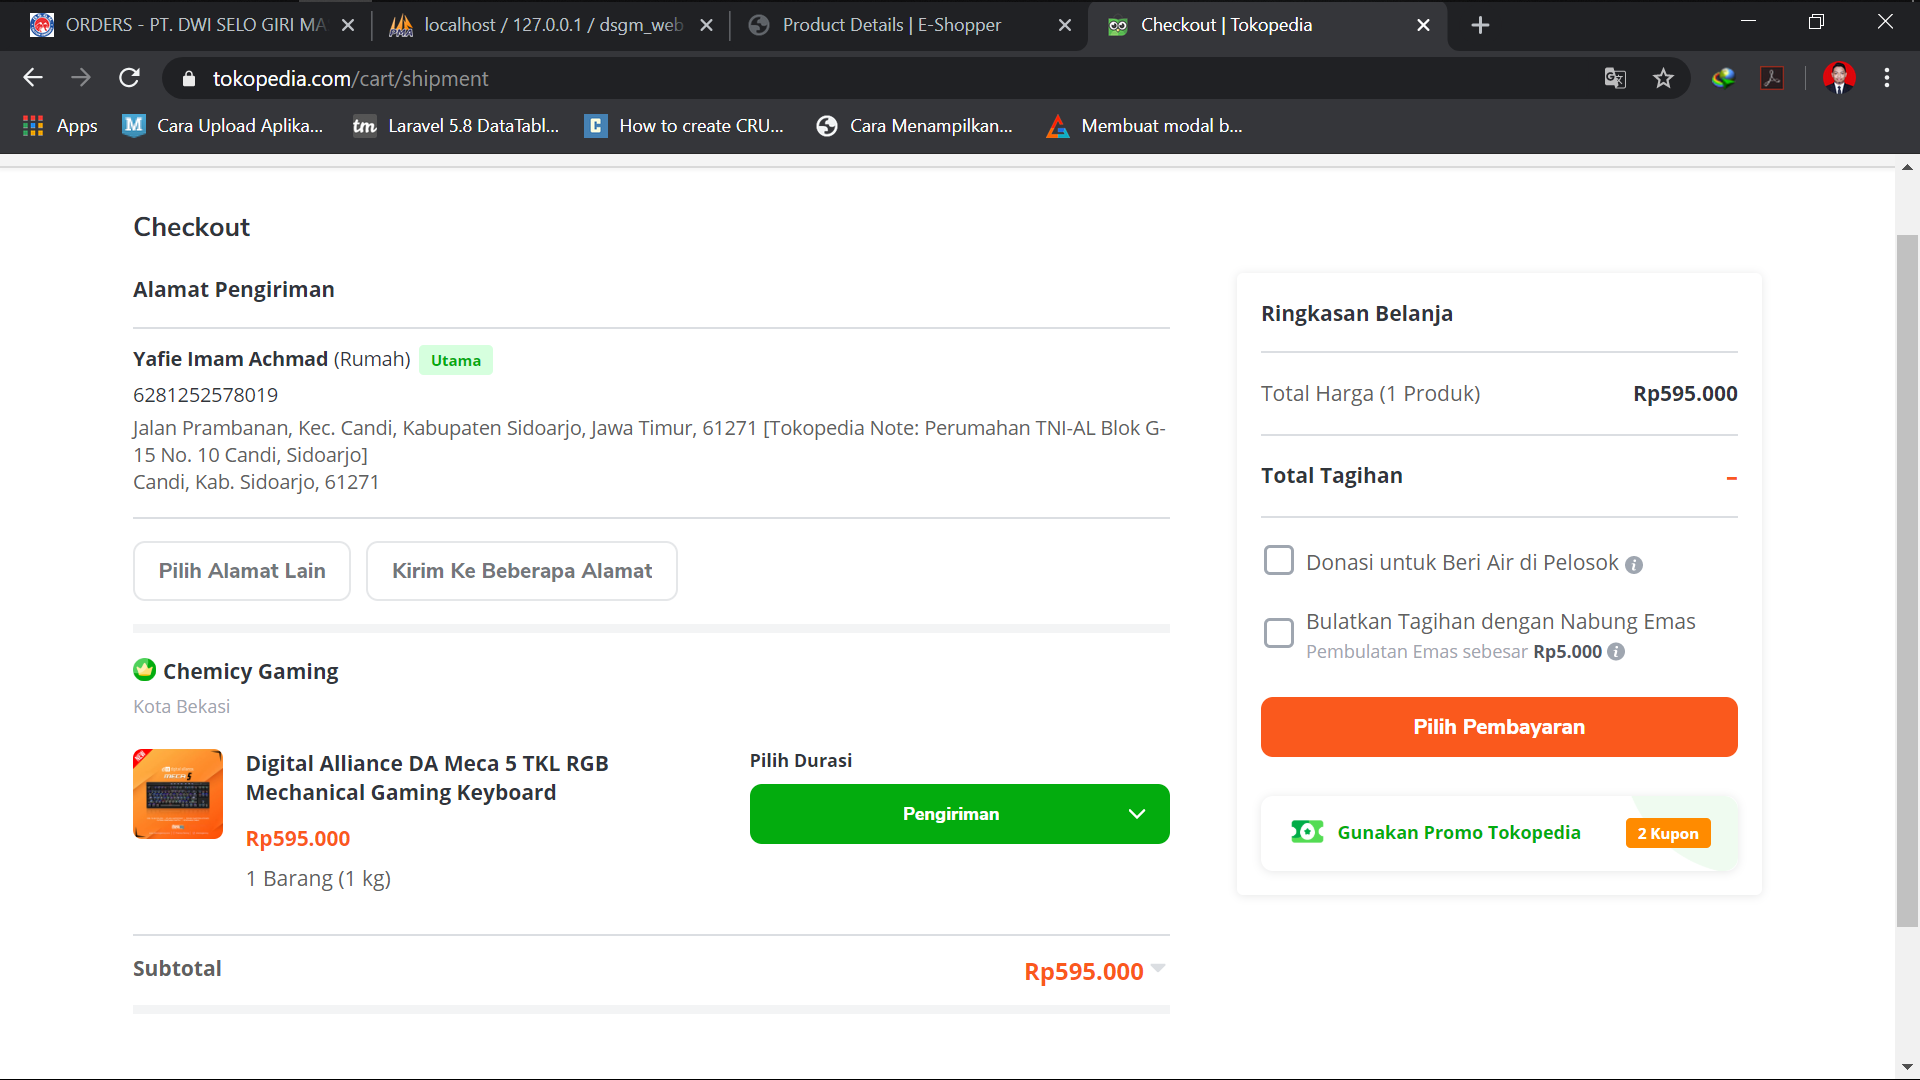 ORDERS - PT. DWI SELO GIRI MA
localhost / 127.0.0.1 / dsgm_web
Product Details | E-Shopper
Checkout | Tokopedia
tokopedia.com/cart/shipment
Apps
Cara Upload Aplika...
Laravel 5.8 DataTabl...
How to create CRU...
Cara Menampilkan...
Membuat modal b...
Checkout
Alamat Pengiriman
Yafie Imam Achmad (Rumah) Utama
6281252578019
Jalan Prambanan, Kec. Candi, Kabupaten Sidoarjo, Jawa Timur, 61271 [Tokopedia Note: Perumahan TNI-AL Blok G-
15 No. 10 Candi, Sidoarjo]
Candi, Kab. Sidoarjo, 61271
Pilih Alamat Lain
Kirim Ke Beberapa Alamat
Chemicy Gaming
Kota Bekasi
Digital Alliance DA Meca 5 TKL RGB
Mechanical Gaming Keyboard
Rp595.000
1 Barang (1 kg)
Pilih Durasi
Pengiriman
Subtotal
Rp595.000
Ringkasan Belanja
Total Harga (1 Produk) Rp595.000
Total Tagihan -
Donasi untuk Beri Air di Pelosok
Bulatkan Tagihan dengan Nabung Emas
Pembulatan Emas sebesar Rp5.000
Pilih Pembayaran
Gunakan Promo Tokopedia
2 Kupon